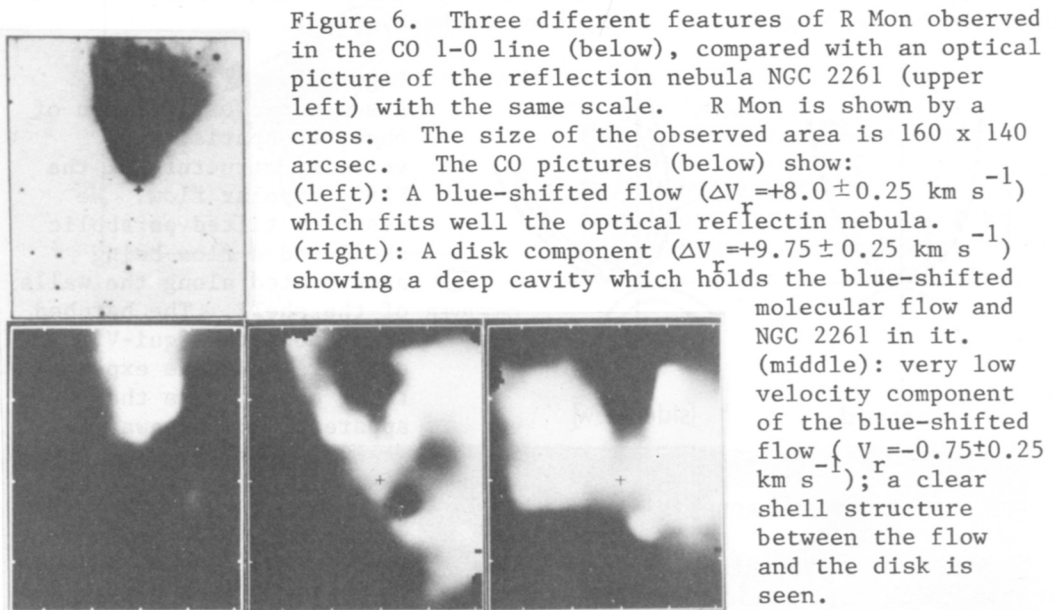 Figure 6. Three diferent features of R Mon observed
in the CO 1-0 line (below), compared with an optical
picture of the reflection nebula NGC 2261 (upper
left) with the same scale. R Mon is shown by a
cross. The size of the observed area is 160 x 140
arcsec. The CO pictures (below) show:
(left): A blue-shifted flow (ΔVr=+8.0 ±0.25 km s-1)
which fits well the optical reflectin nebula.
(right): A disk component (ΔVr=+9.75 ± 0.25 km s-1)
showing a deep cavity which holds the blue-shifted
molecular flow and
NGC 2261 in it.
(middle): very low
velocity component
of the blue-shifted
flow ( Vr=-0.75±0.25
km s-1); a clear
shell structure
between the flow
and the disk is
seen.